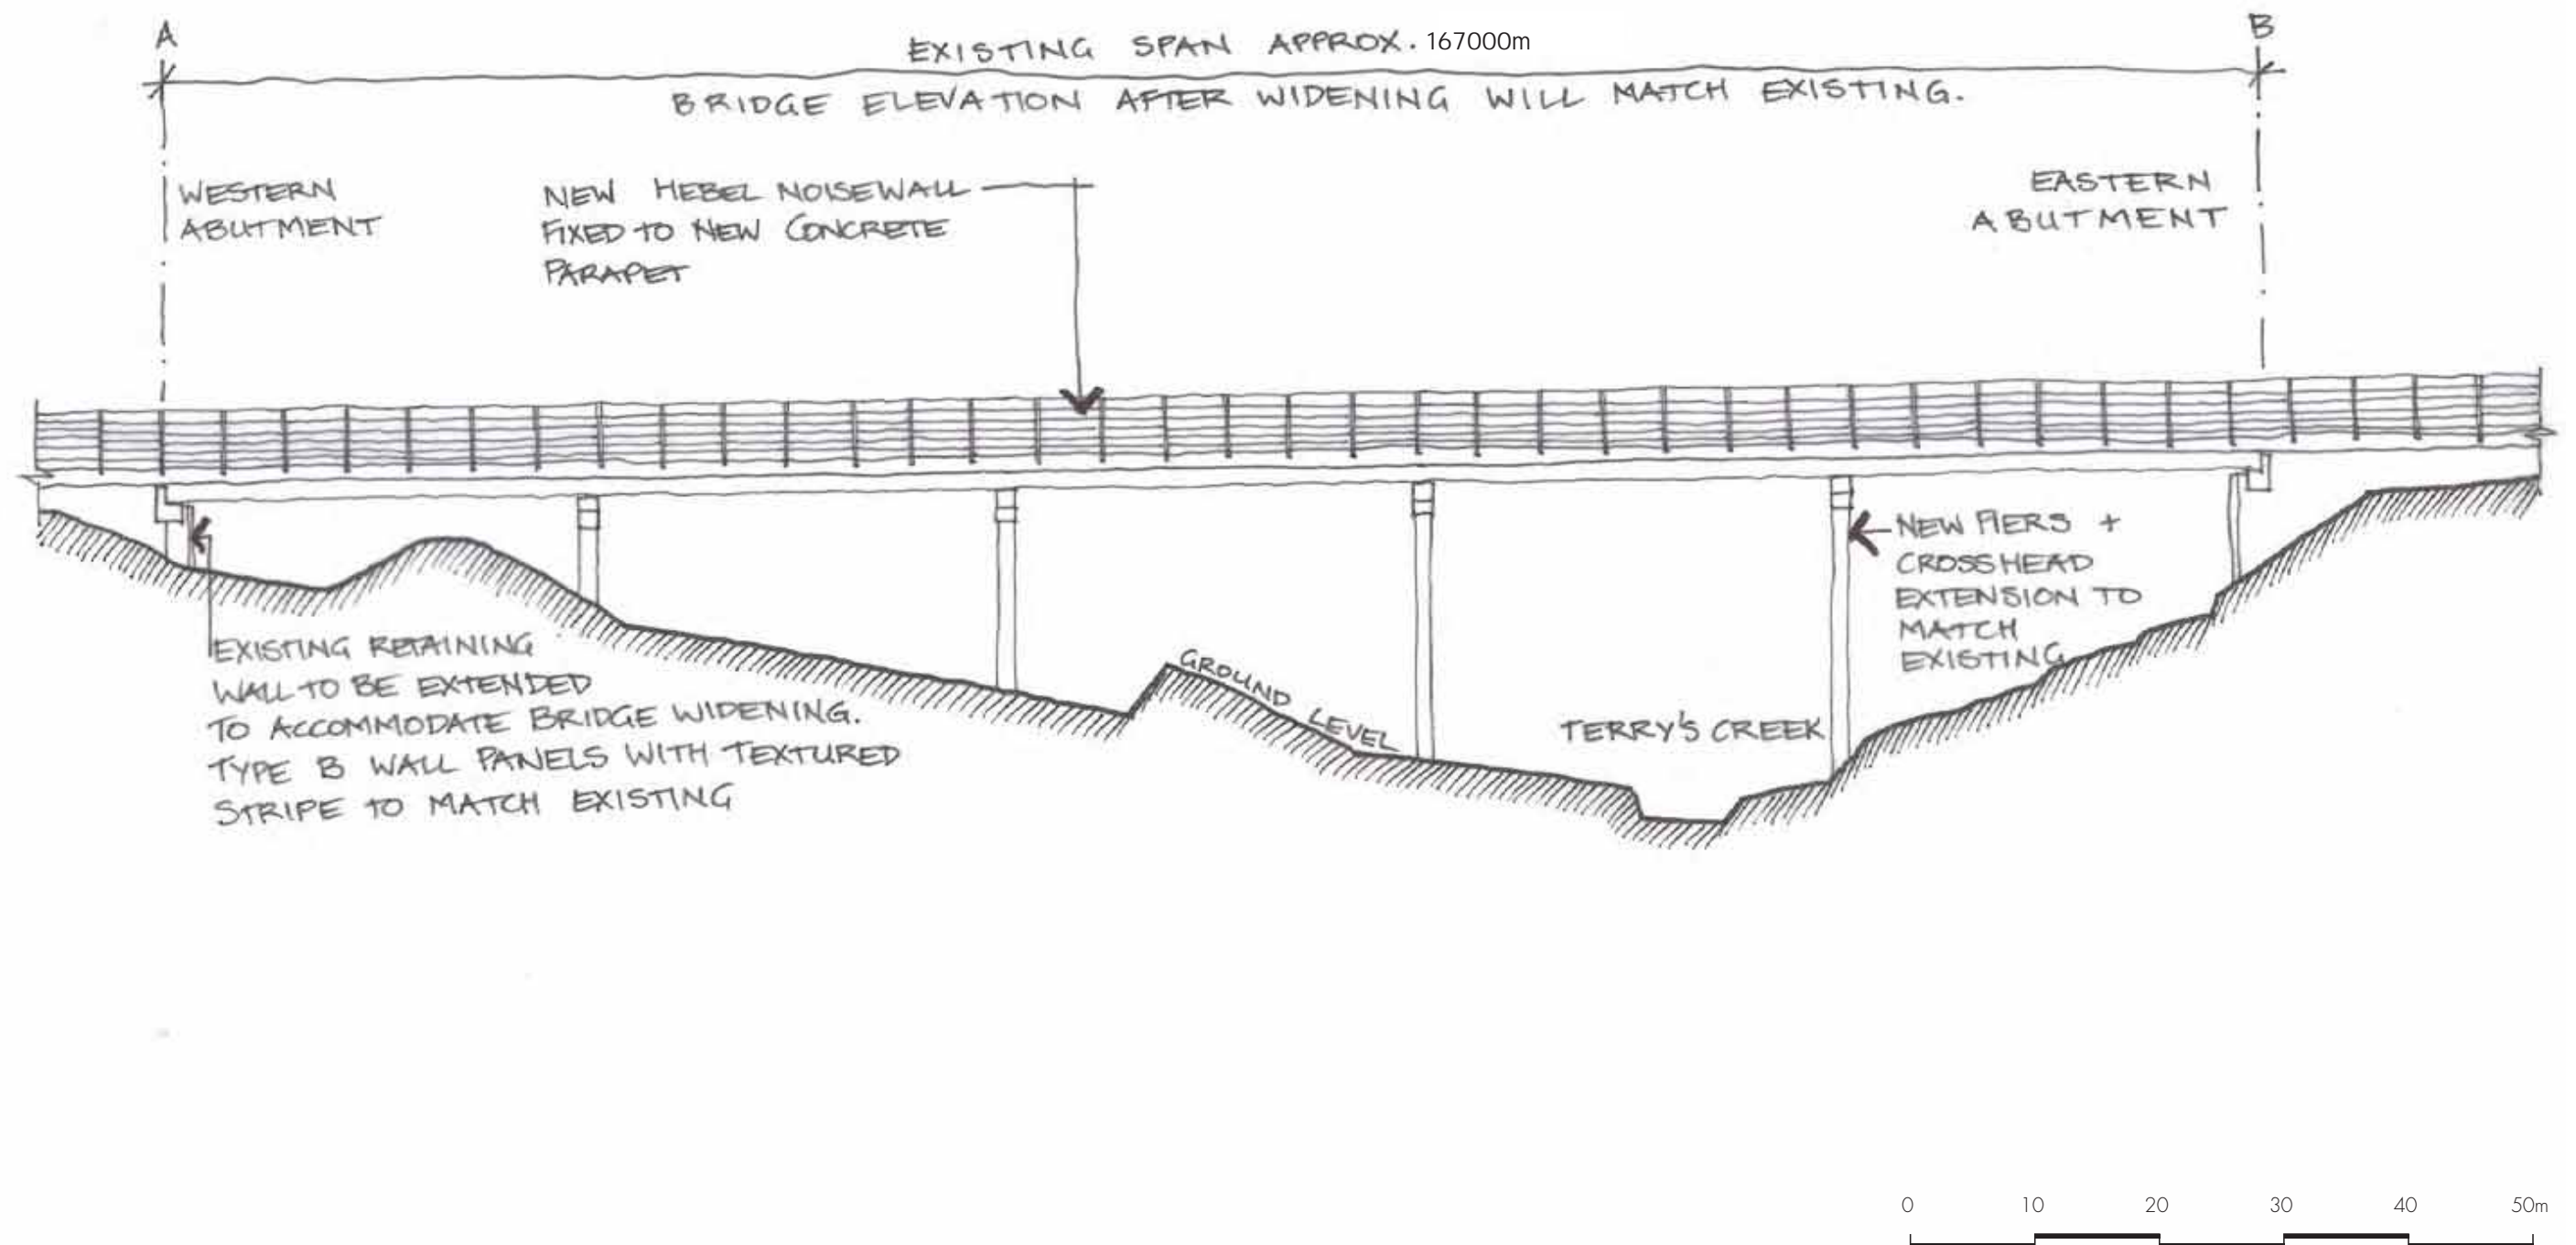 A
B
EXISTING SPAN APPROX. 167000m
BRIDGE ELEVATION AFTER WIDENING WILL MATCH EXISTING.
WESTERN
ABUTMENT
NEW HEBEL NOISEWALL
FIXED TO NEW CONCRETE
PARAPET
EASTERN
ABUTMENT
NEW PIERS +
CROSSHEAD
EXTENSION TO
MATCH
EXISTING
EXISTING RETAINING
WALL TO BE EXTENDED
TO ACCOMMODATE BRIDGE WIDENING.
TYPE B WALL PANELS WITH TEXTURED
STRIPE TO MATCH EXISTING
GROUND LEVEL
TERRY'S CREEK
0 10 20 30 40 50m